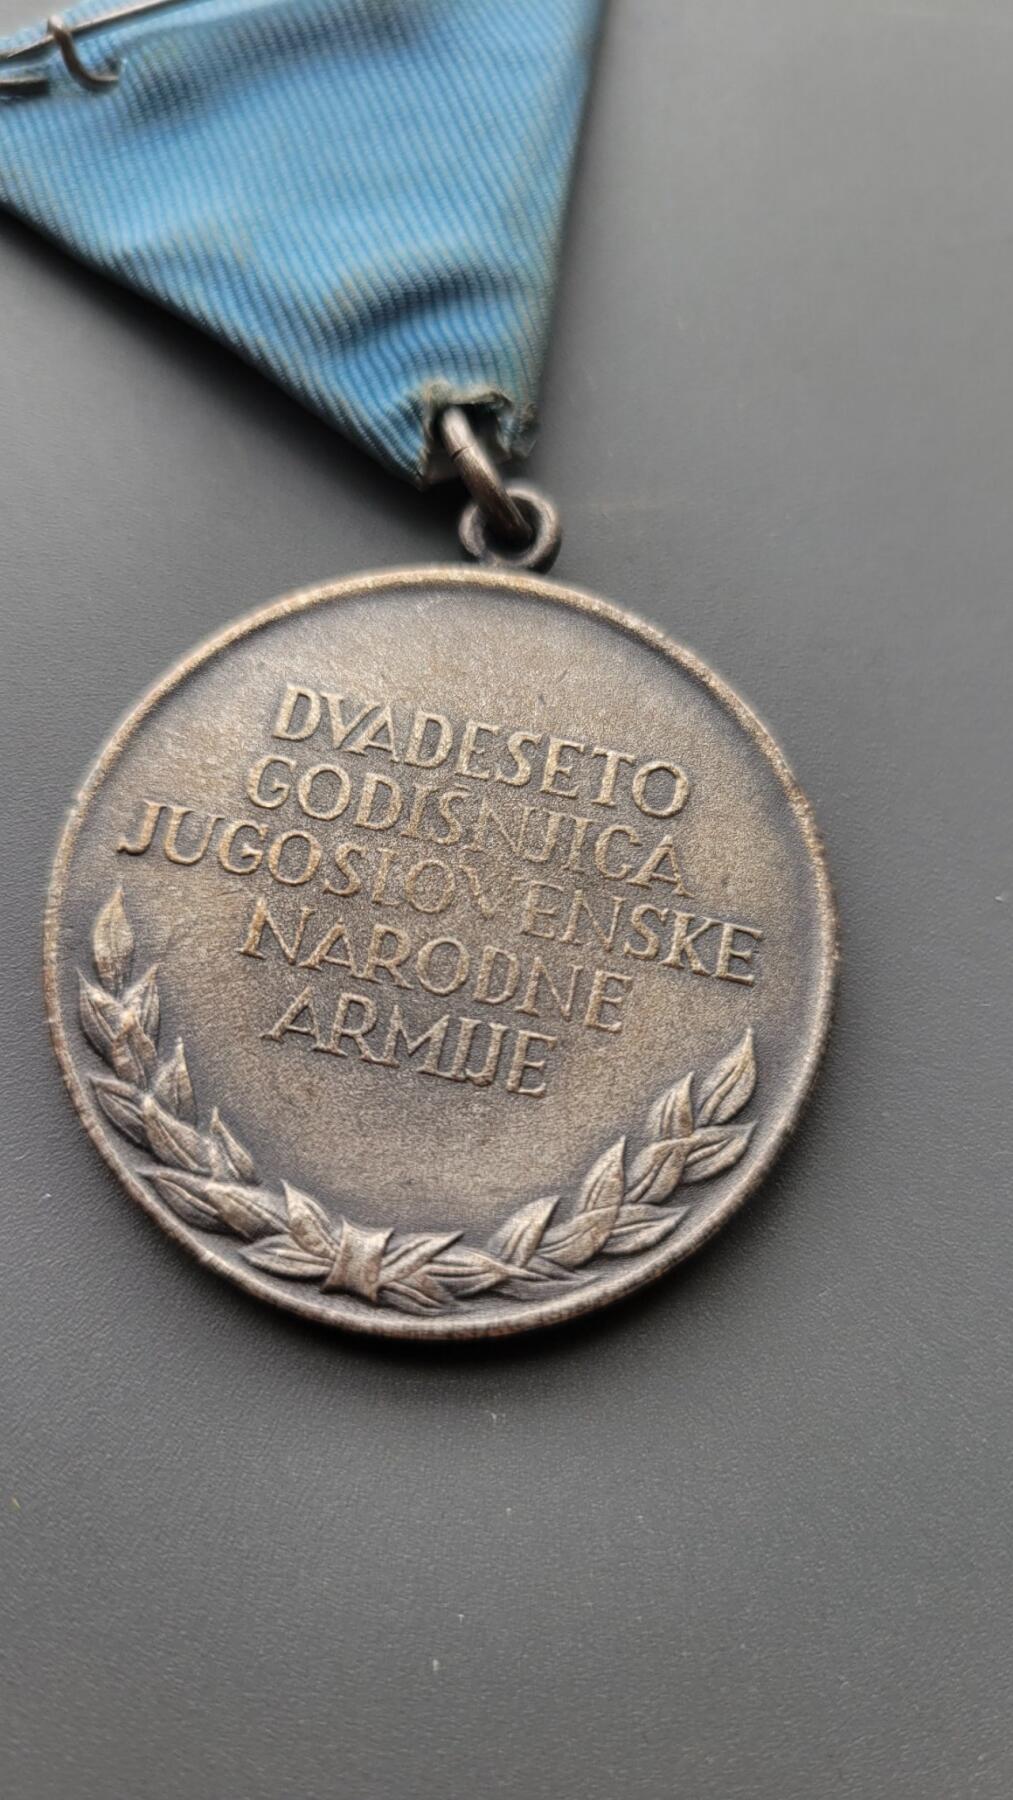 DVADESETO
GODISNJICA
JUGOSLOVENSKE
NARODNE
ARMIJE